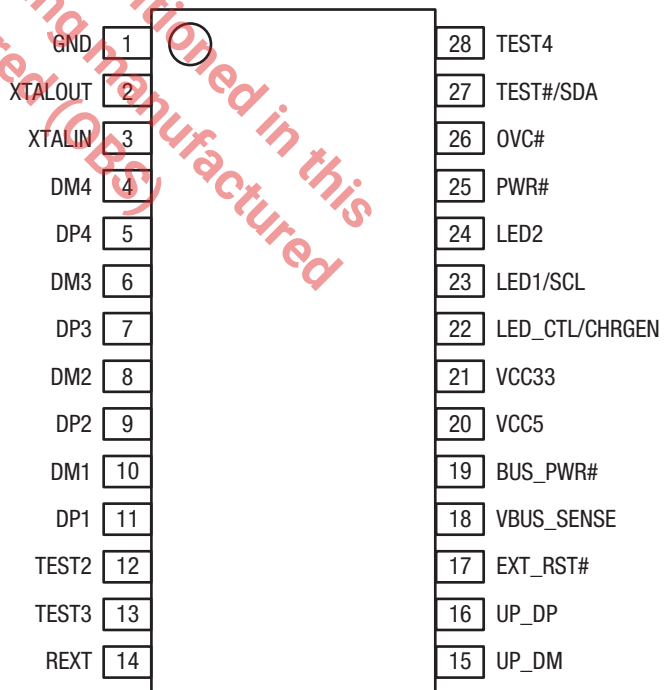 GND 1 28 TEST4
XTALOUT 2 27 TEST#/SDA
XTALIN 3 26 OVC#
DM4 4 25 PWR#
DP4 5 24 LED2
DM3 6 23 LED1/SCL
DP3 7 22 LED_CTL/CHRGEN
DM2 8 21 VCC33
DP2 9 20 VCC5
DM1 10 19 BUS_PWR#
DP1 11 18 VBUS_SENSE
TEST2 12 17 EXT_RST#
TEST3 13 16 UP_DP
REXT 14 15 UP_DM
in this
manufactured
(OBS)